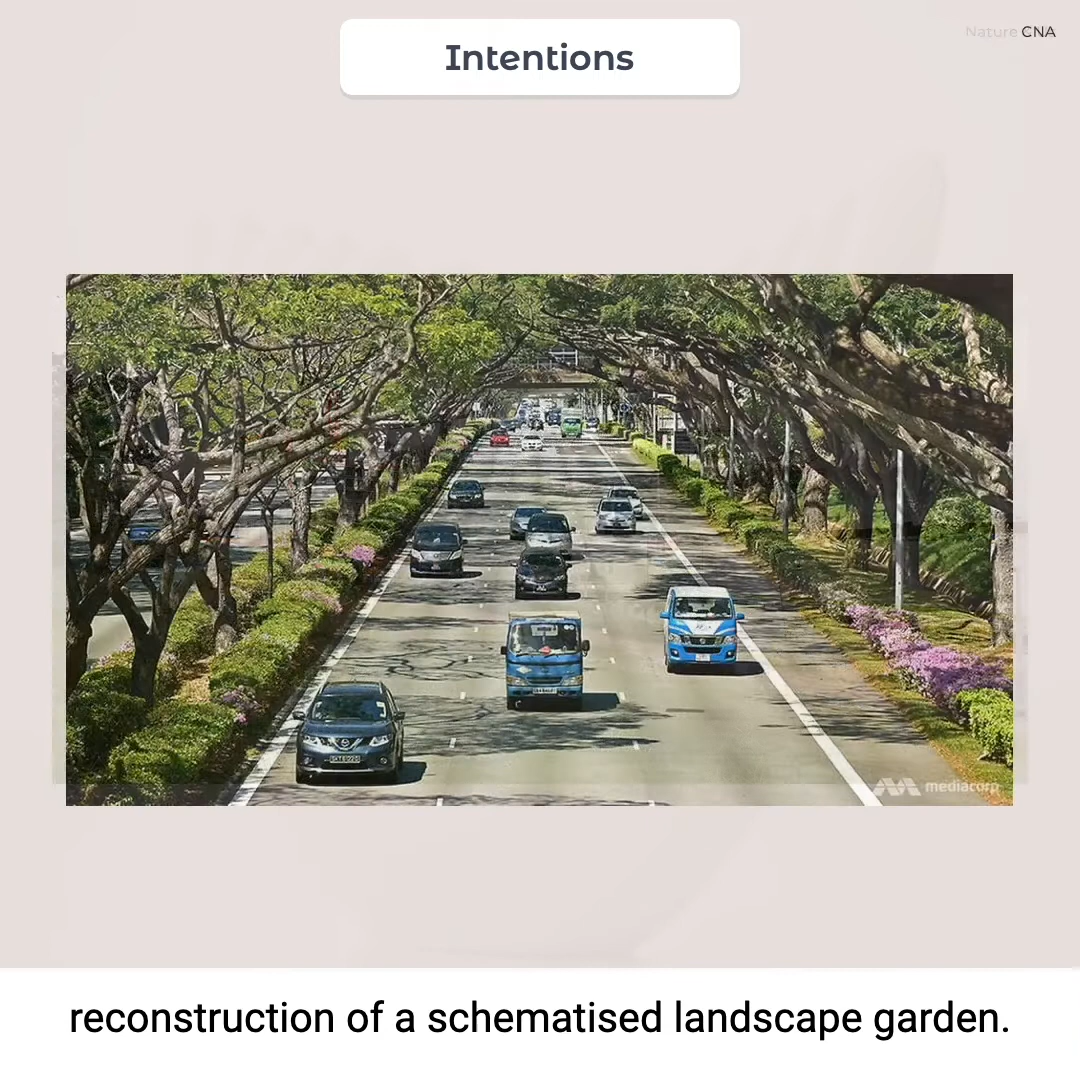 Intentions
Nature CNA
mediacorp
reconstruction of a schematised landscape garden.